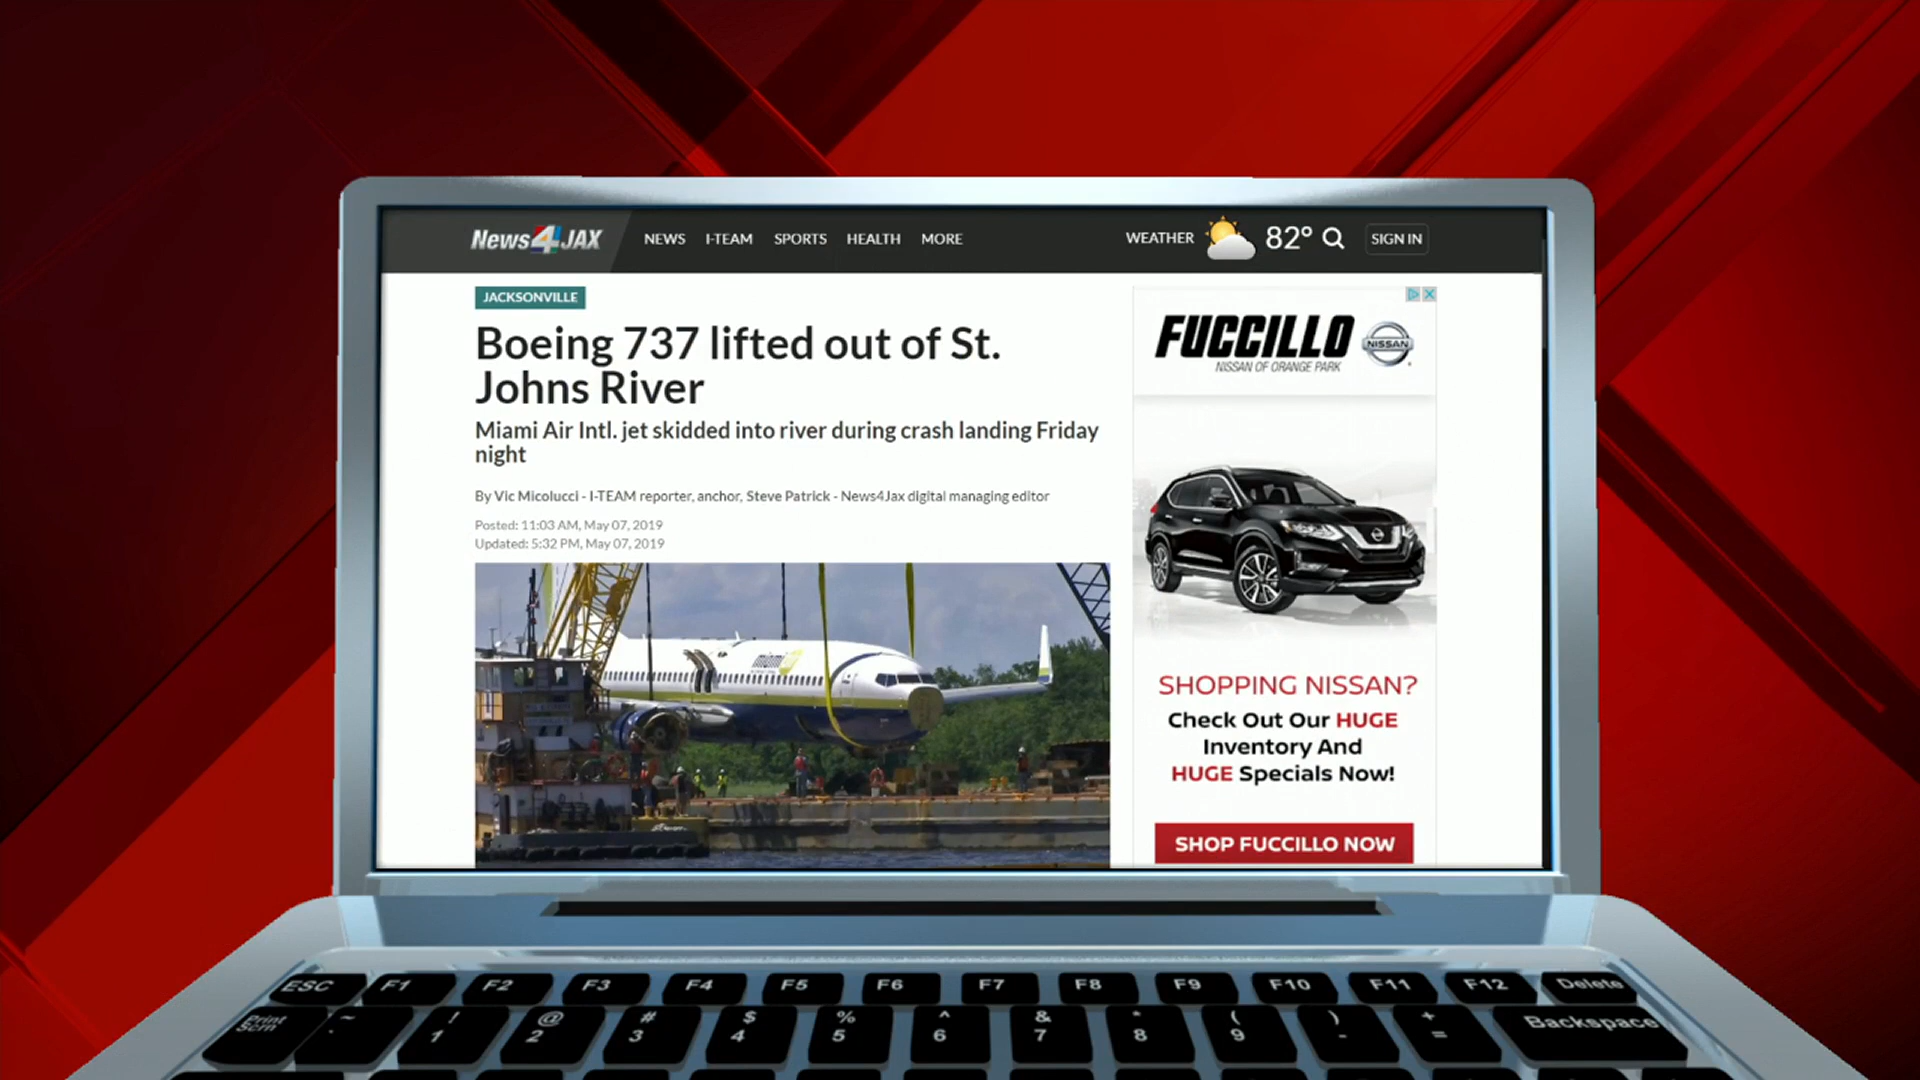 News4JAX
NEWS I-TEAM SPORTS HEALTH MORE
WEATHER 82° SIGN IN
JACKSONVILLE
Boeing 737 lifted out of St.
Johns River
Miami Air Intl. jet skidded into river during crash landing Friday
night
By Vic Micolucci - I-TEAM reporter, anchor, Steve Patrick - News4Jax digital managing editor
Posted: 11:03 AM, May 07, 2019
Updated: 5:32 PM, May 07, 2019
FUCCILLO
NISSAN
NISSAN OF ORANGE PARK
SHOPPING NISSAN?
Check Out Our HUGE
Inventory And
HUGE Specials Now!
SHOP FUCCILLO NOW
ESC F1 F2 F3 F4 F5 F6 F7 F8 F9 F10 F11 F12 Delete
Print
Scrn
~ ! @ # $ % ^ & * ( ) +
. 1 2 3 4 5 6 7 8 9 - =
Backspace